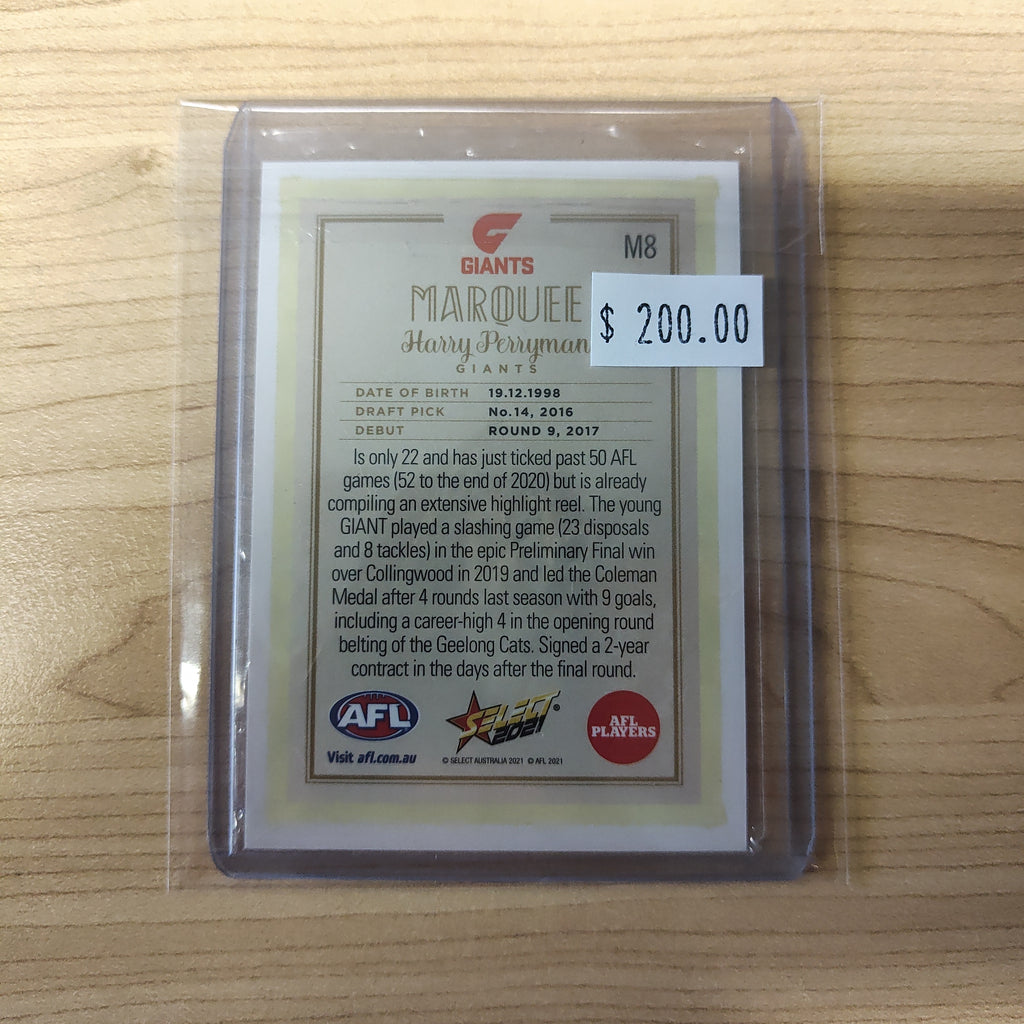 GIANTS
M8
MARQUEE
$ 200.00
Harry Perryman
GIANTS
DATE OF BIRTH 19.12.1998
DRAFT PICK No.14, 2016
DEBUT ROUND 9, 2017
Is only 22 and has just ticked past 50 AFL
games (52 to the end of 2020) but is already
compiling an extensive highlight reel. The young
GIANT played a slashing game (23 disposals
and 8 tackles) in the epic Preliminary Final win
over Collingwood in 2019 and led the Coleman
Medal after 4 rounds last season with 9 goals,
including a career-high 4 in the opening round
belting of the Geelong Cats. Signed a 2-year
contract in the days after the final round.
AFL
Visit afl.com.au
SELECT®
2021
© SELECT AUSTRALIA 2021 © AFL 2021
AFL
PLAYERS